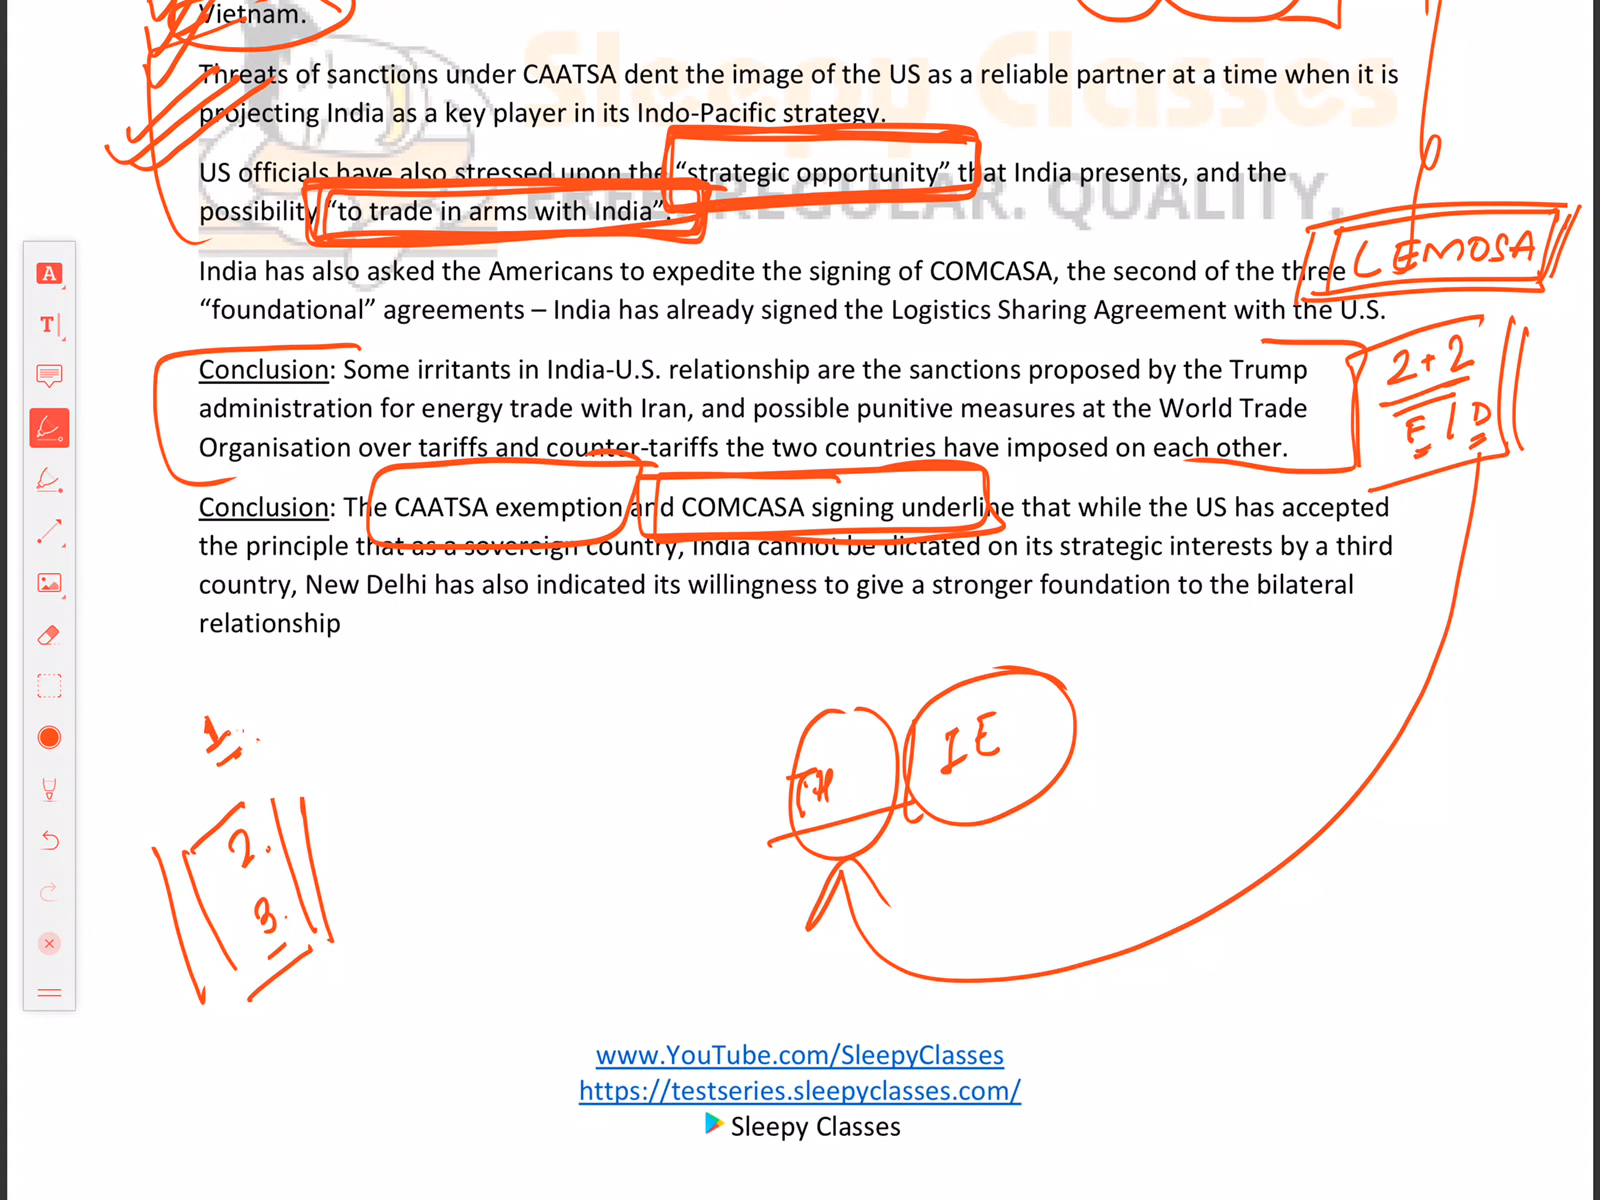 Vietnam.
Threats of sanctions under CAATSA dent the image of the US as a reliable partner at a time when it is
projecting India as a key player in its Indo-Pacific strategy.
US officials have also stressed upon the “strategic opportunity” that India presents, and the
possibility “to trade in arms with India”.
Sleepy Classes
FREE. REGULAR. QUALITY.
LEMOSA
India has also asked the Americans to expedite the signing of COMCASA, the second of the three
“foundational” agreements – India has already signed the Logistics Sharing Agreement with the U.S.
Conclusion: Some irritants in India-U.S. relationship are the sanctions proposed by the Trump
administration for energy trade with Iran, and possible punitive measures at the World Trade
Organisation over tariffs and counter-tariffs the two countries have imposed on each other.
2+2
E/D
Conclusion: The CAATSA exemption and COMCASA signing underline that while the US has accepted
the principle that as a sovereign country, India cannot be dictated on its strategic interests by a third
country, New Delhi has also indicated its willingness to give a stronger foundation to the bilateral
relationship
1.
2.
3.
IE
www.YouTube.com/SleepyClasses
https://testseries.sleepyclasses.com/
Sleepy Classes
A
T